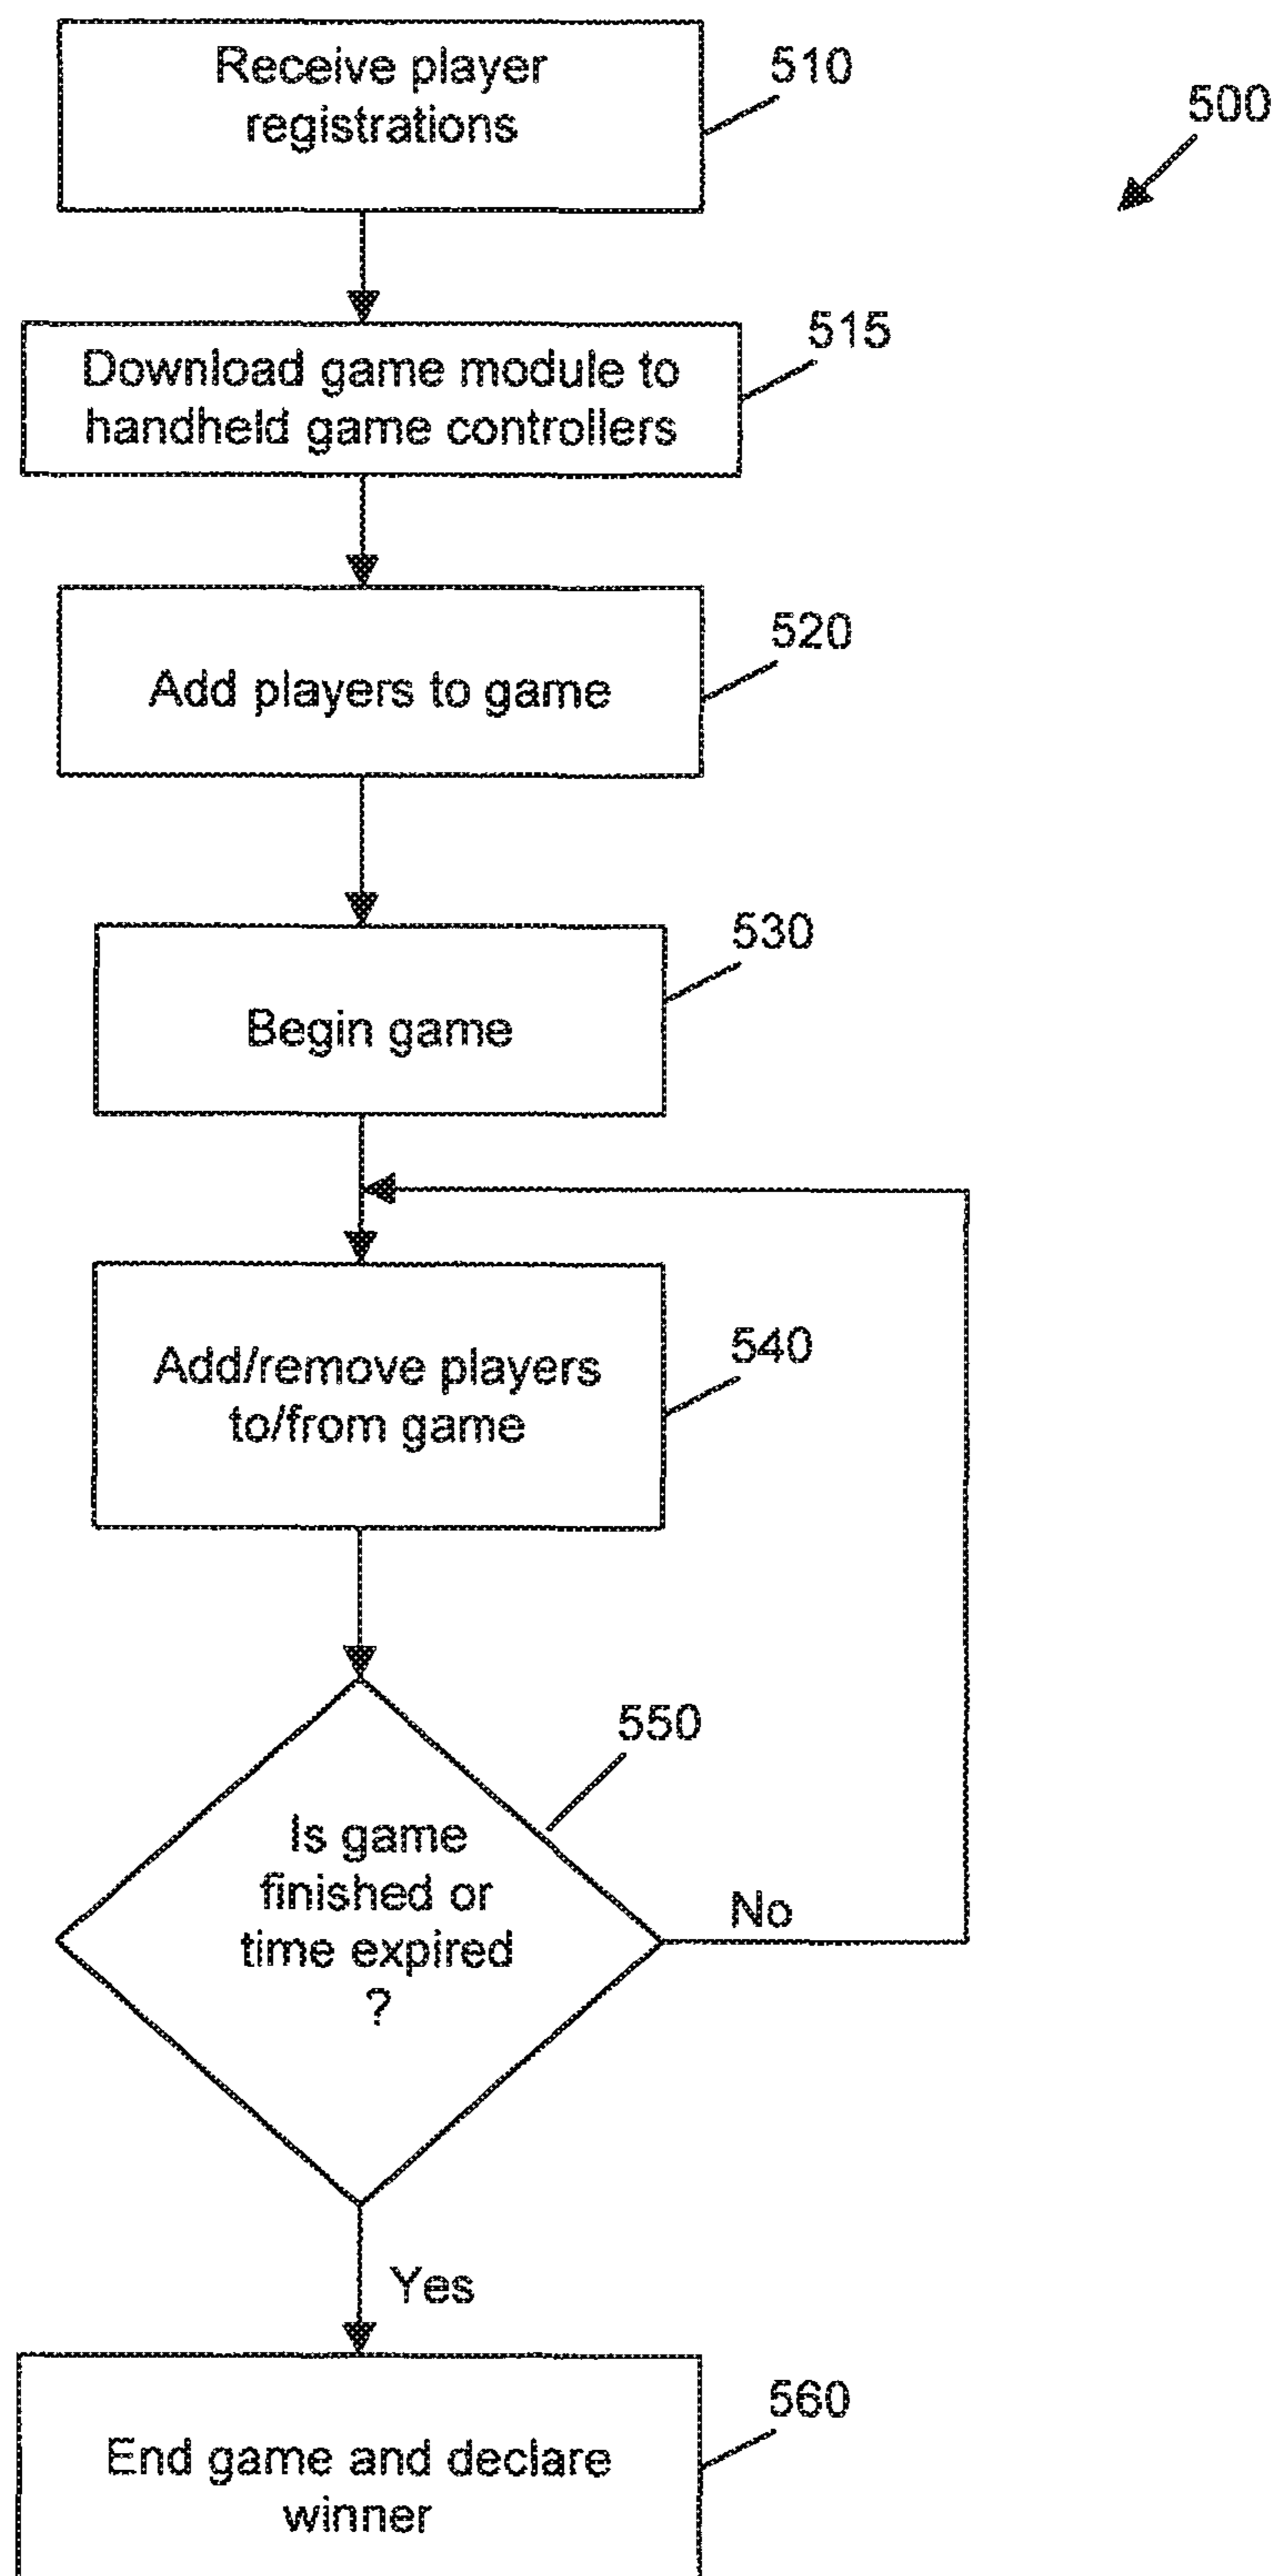 Receive player
registrations
510
500
Download game module to
handheld game controllers
515
Add players to game
520
Begin game
530
Add/remove players
to/from game
540
Is game
finished or
time expired
?
550
No
Yes
End game and declare
winner
560